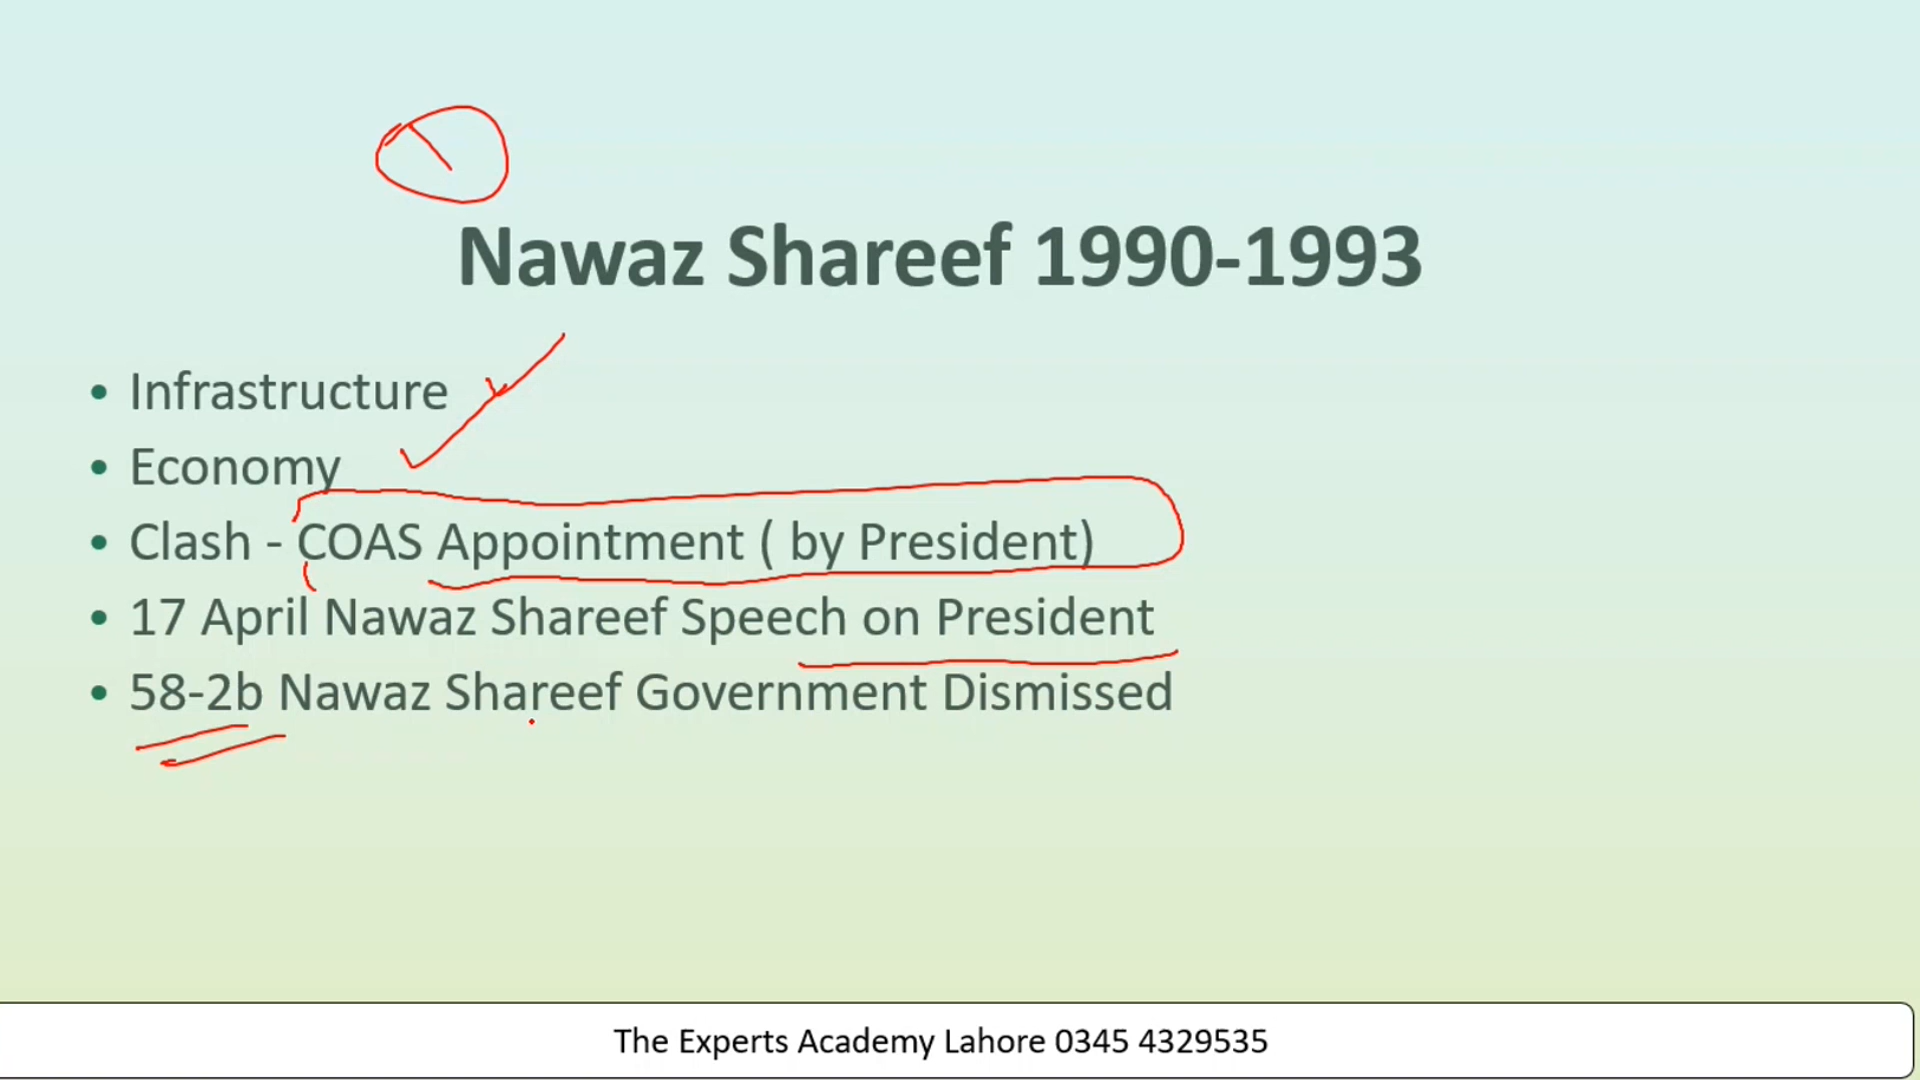 Nawaz Shareef 1990-1993
• Infrastructure
• Economy
• Clash - COAS Appointment ( by President)
• 17 April Nawaz Shareef Speech on President
• 58-2b Nawaz Shareef Government Dismissed
The Experts Academy Lahore 0345 4329535